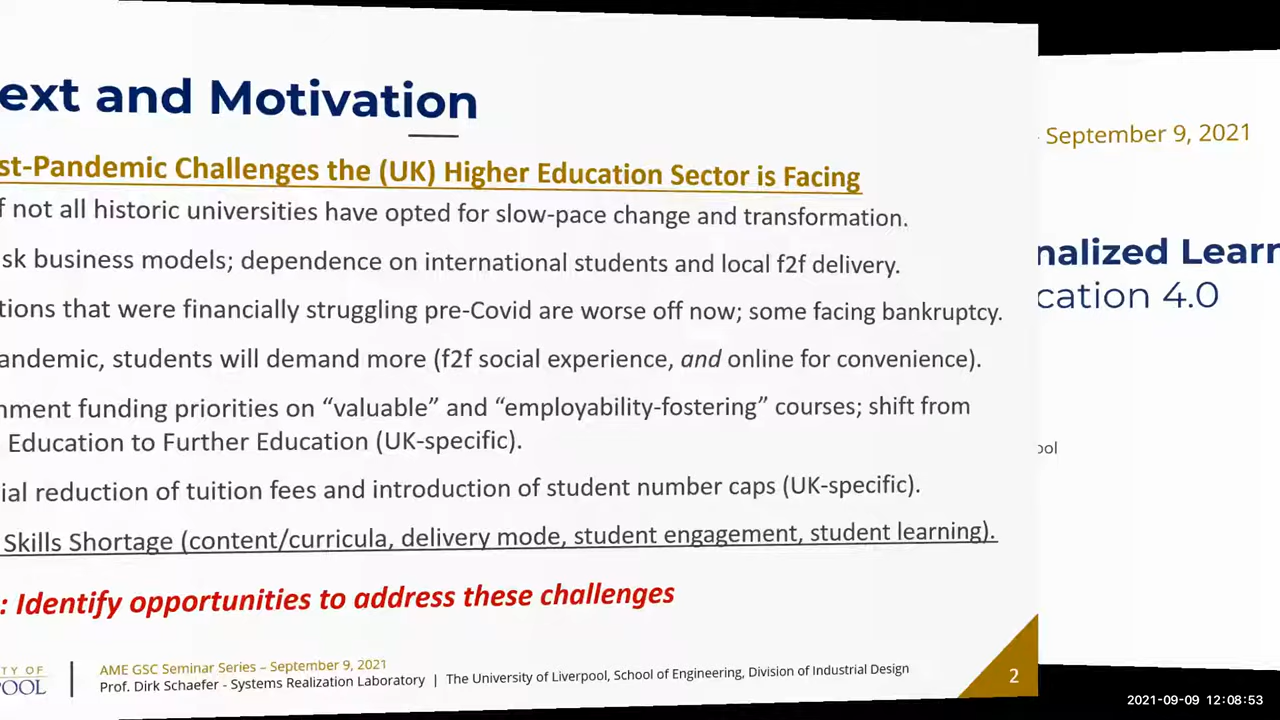 ext and Motivation
st-Pandemic Challenges the (UK) Higher Education Sector is Facing
f not all historic universities have opted for slow-pace change and transformation.
sk business models; dependence on international students and local f2f delivery.
tions that were financially struggling pre-Covid are worse off now; some facing bankruptcy.
andemic, students will demand more (f2f social experience, and online for convenience).
nment funding priorities on “valuable” and “employability-fostering” courses; shift from
Education to Further Education (UK-specific).
ial reduction of tuition fees and introduction of student number caps (UK-specific).
Skills Shortage (content/curricula, delivery mode, student engagement, student learning).
: Identify opportunities to address these challenges
TY OF
POOL
AME GSC Seminar Series – September 9, 2021
Prof. Dirk Schaefer - Systems Realization Laboratory | The University of Liverpool, School of Engineering, Division of Industrial Design
2
- September 9, 2021
nalized Learn
cation 4.0
ool
2021-09-09 12:08:53